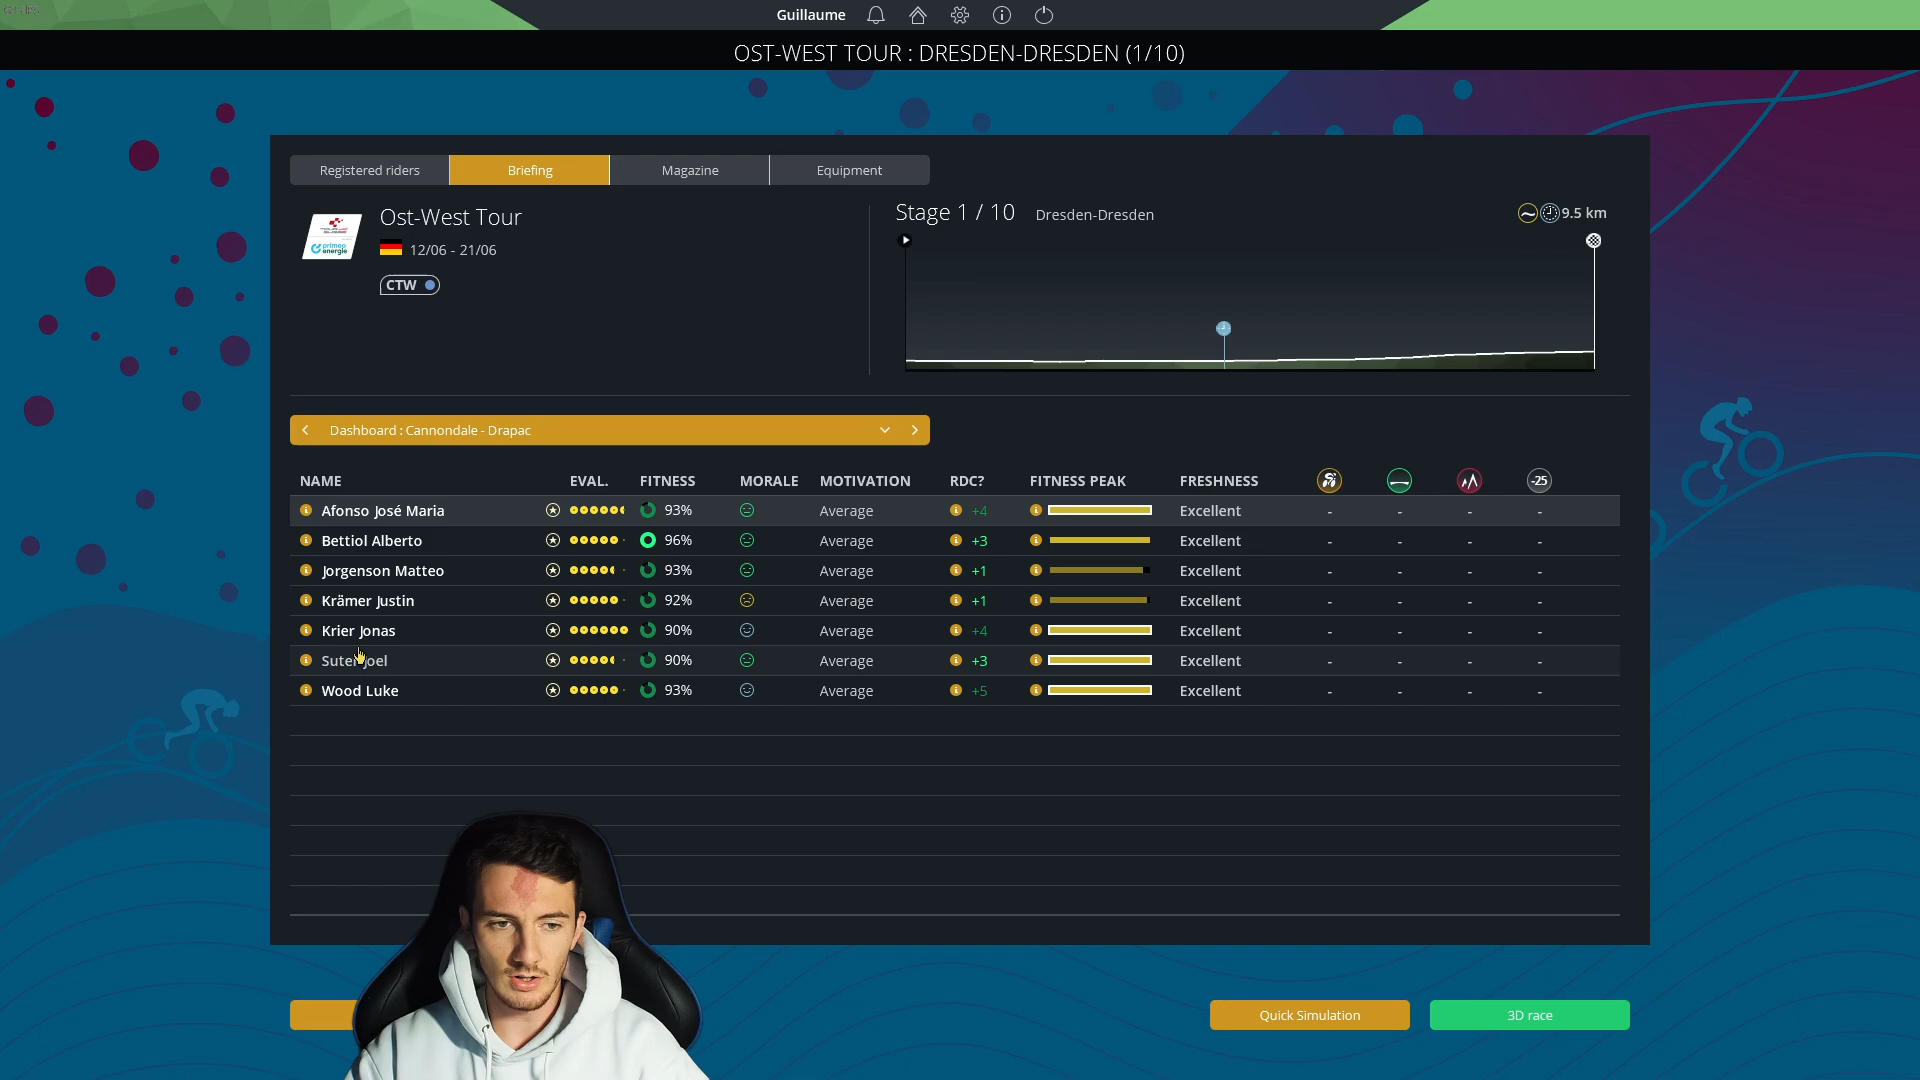 Guillaume
OST-WEST TOUR : DRESDEN-DRESDEN (1/10)
Registered riders
Briefing
Magazine
Equipment
Ost-West Tour
12/06 - 21/06
CTW
primeo
energie
Stage 1 / 10
Dresden-Dresden
9.5 km
Dashboard : Cannondale - Drapac
NAME EVAL. FITNESS MORALE MOTIVATION RDC? FITNESS PEAK FRESHNESS -25
Afonso José Maria 93% Average +4 Excellent - - - -
Bettiol Alberto 96% Average +3 Excellent - - - -
Jorgenson Matteo 93% Average +1 Excellent - - - -
Krämer Justin 92% Average +1 Excellent - - - -
Krier Jonas 90% Average +4 Excellent - - - -
Suter Joel 90% Average +3 Excellent - - - -
Wood Luke 93% Average +5 Excellent - - - -
Quick Simulation
3D race